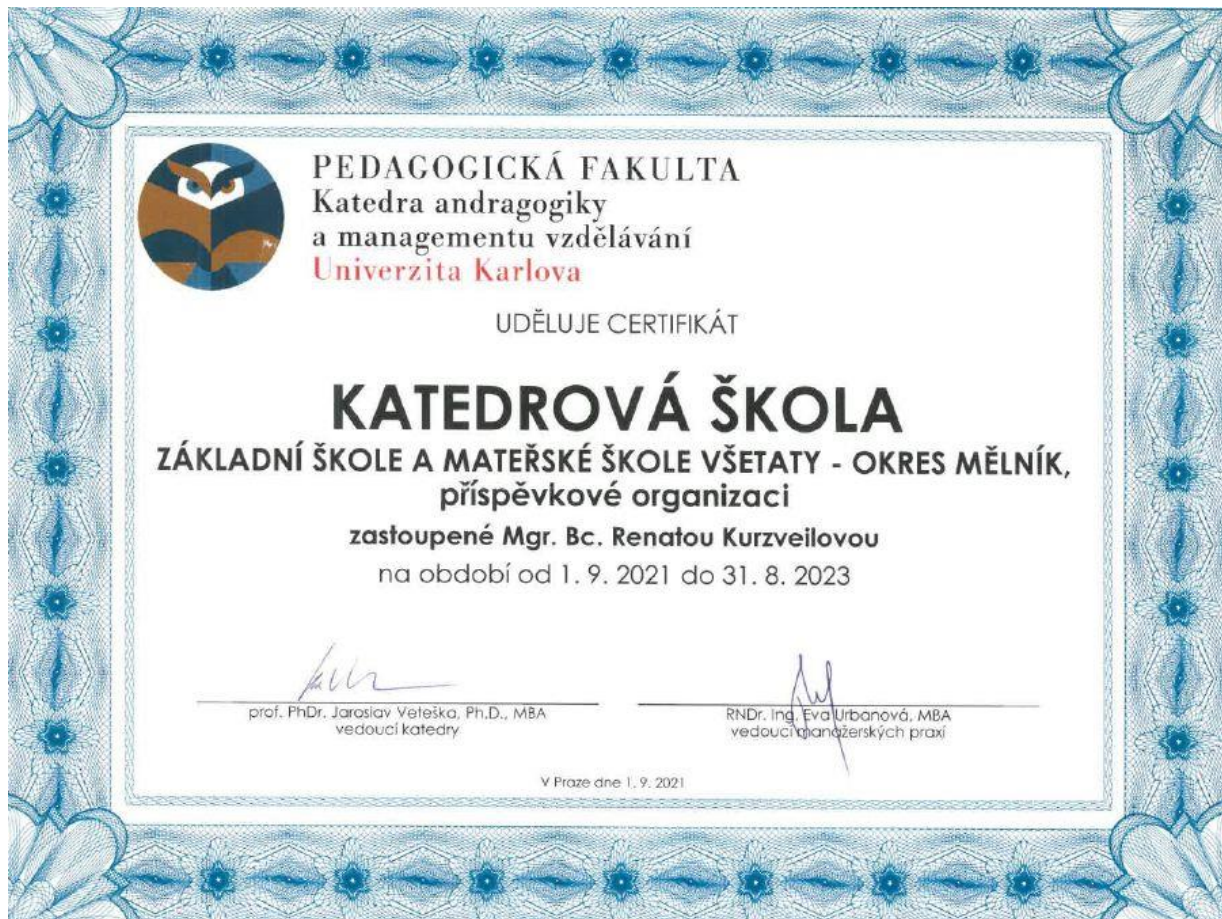 PEDAGOGICKÁ FAKULTA
Katedra andragogiky
a managementu vzdělávání
Univerzita Karlova
UDĚLUJE CERTIFIKÁT
KATEDROVÁ ŠKOLA
ZÁKLADNÍ ŠKOLE A MATEŘSKÉ ŠKOLE VŠETATY - OKRES MĚLNÍK,
příspěvkové organizaci
zastoupené Mgr. Bc. Renatou Kurzveilovou
na období od 1. 9. 2021 do 31. 8. 2023
prof. PhDr. Jaroslav Veteška, Ph.D., MBA
vedoucí katedry
RNDr. Ing. Eva Urbanová, MBA
vedoucí manažerských praxí
V Praze dne 1. 9. 2021